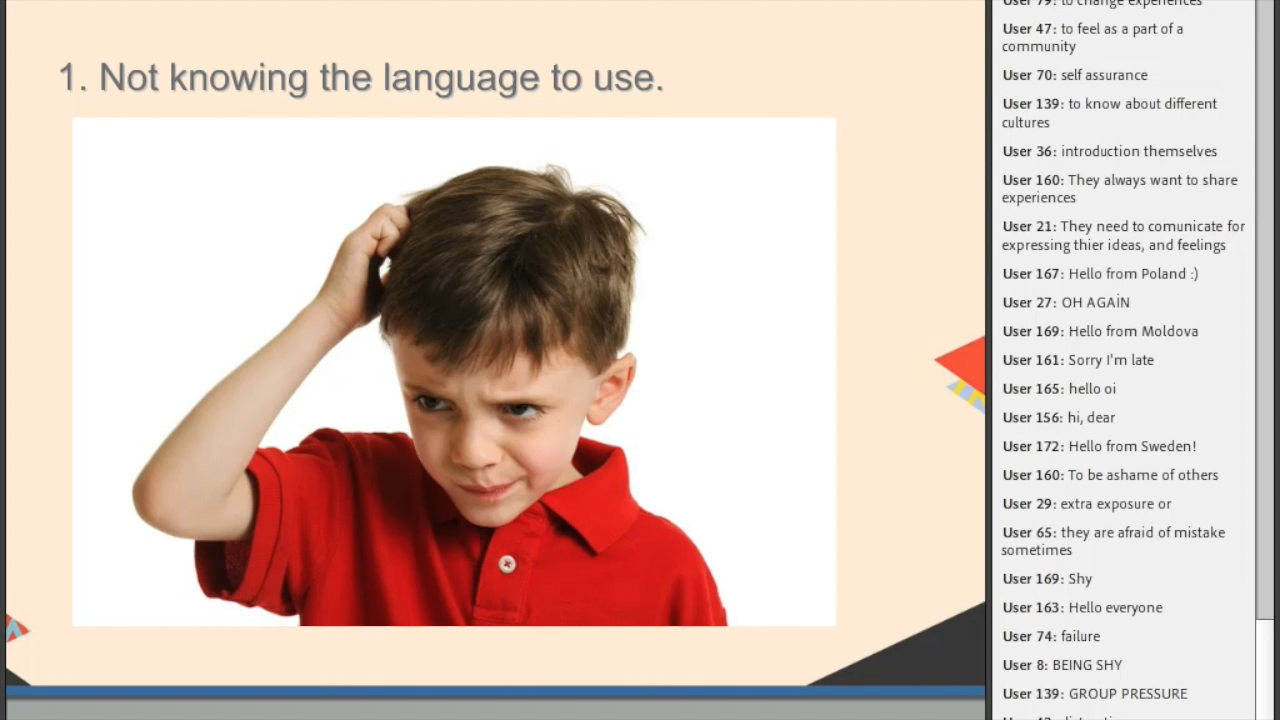 1. Not knowing the language to use.
User 79: to change experiences
User 47: to feel as a part of a
community
User 70: self assurance
User 139: to know about different
cultures
User 36: introduction themselves
User 160: They always want to share
experiences
User 21: They need to comunicate for
expressing thier ideas, and feelings
User 167: Hello from Poland :)
User 27: OH AGAİN
User 169: Hello from Moldova
User 161: Sorry I'm late
User 165: hello oi
User 156: hi, dear
User 172: Hello from Sweden!
User 160: To be ashame of others
User 29: extra exposure or
User 65: they are afraid of mistake
sometimes
User 169: Shy
User 163: Hello everyone
User 74: failure
User 8: BEING SHY
User 139: GROUP PRESSURE